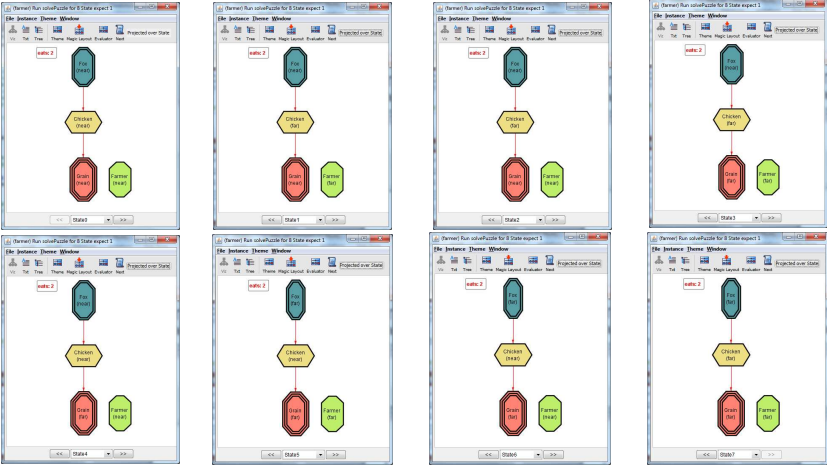 (farmer) Run solvePuzzle for 8 State expect 1
File Instance Theme Window
Viz Txt Tree Theme Magic Layout Evaluator Next Projected over State
eats: 2
Fox
(near)
Chicken
(near)
Grain
(near)
Farmer
(near)
<< State0 >>
(farmer) Run solvePuzzle for 8 State expect 1
File Instance Theme Window
Viz Txt Tree Theme Magic Layout Evaluator Next Projected over State
eats: 2
Fox
(near)
Chicken
(far)
Grain
(near)
Farmer
(far)
<< State1 >>
(farmer) Run solvePuzzle for 8 State expect 1
File Instance Theme Window
Viz Txt Tree Theme Magic Layout Evaluator Next Projected over State
eats: 2
Fox
(near)
Chicken
(far)
Grain
(near)
Farmer
(near)
<< State2 >>
(farmer) Run solvePuzzle for 8 State expect 1
File Instance Theme Window
Viz Txt Tree Theme Magic Layout Evaluator Next Projected over State
eats: 2
Fox
(near)
Chicken
(far)
Grain
(far)
Farmer
(far)
<< State3 >>
(farmer) Run solvePuzzle for 8 State expect 1
File Instance Theme Window
Viz Txt Tree Theme Magic Layout Evaluator Next Projected over State
eats: 2
Fox
(near)
Chicken
(near)
Grain
(far)
Farmer
(near)
<< State4 >>
(farmer) Run solvePuzzle for 8 State expect 1
File Instance Theme Window
Viz Txt Tree Theme Magic Layout Evaluator Next Projected over State
eats: 2
Fox
(far)
Chicken
(near)
Grain
(far)
Farmer
(far)
<< State5 >>
(farmer) Run solvePuzzle for 8 State expect 1
File Instance Theme Window
Viz Txt Tree Theme Magic Layout Evaluator Next Projected over State
eats: 2
Fox
(far)
Chicken
(near)
Grain
(far)
Farmer
(near)
<< State6 >>
(farmer) Run solvePuzzle for 8 State expect 1
File Instance Theme Window
Viz Txt Tree Theme Magic Layout Evaluator Next Projected over State
eats: 2
Fox
(far)
Chicken
(far)
Grain
(far)
Farmer
(far)
<< State7 >>